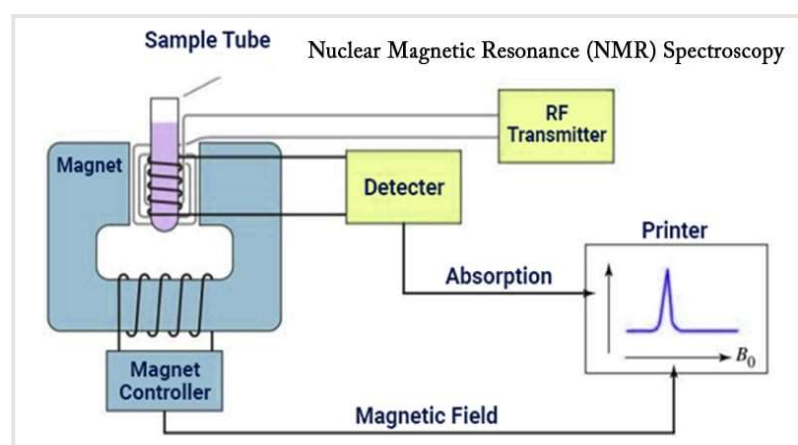 Sample Tube
Nuclear Magnetic Resonance (NMR) Spectroscopy
RF
Transmitter
Magnet
Detecter
Printer
Absorption
B0
Magnet
Controller
Magnetic Field